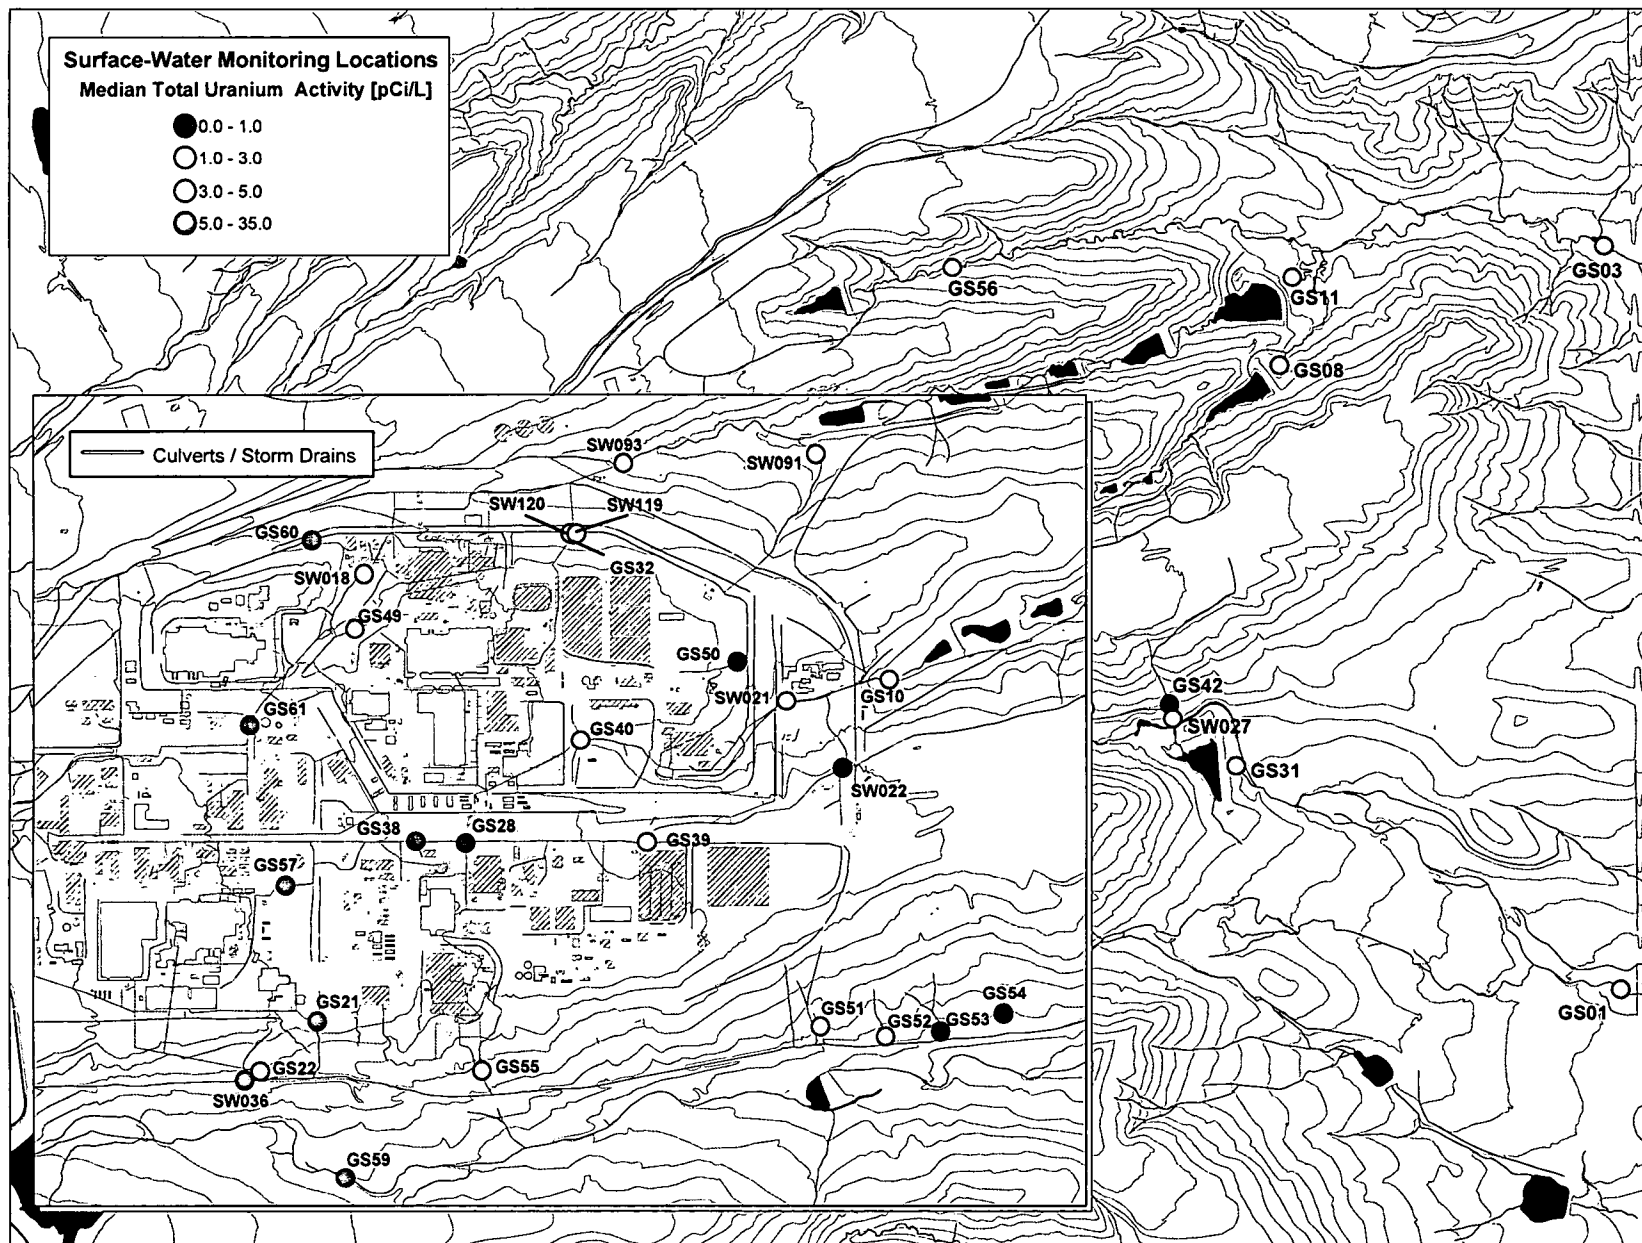 Surface-Water Monitoring Locations
Median Total Uranium Activity [pCi/L]
0.0 - 1.0
1.0 - 3.0
3.0 - 5.0
5.0 - 35.0
GS03
GS56
GS11
GS08
Culverts / Storm Drains
SW093
SW091
SW120
SW119
GS60
GS32
SW018
GS49
GS50
SW021
GS10
GS42
SW027
GS61
GS40
GS31
SW022
GS38
GS28
GS39
GS57
GS21
GS51
GS52
GS53
GS54
GS01
GS22
GS55
SW036
GS59